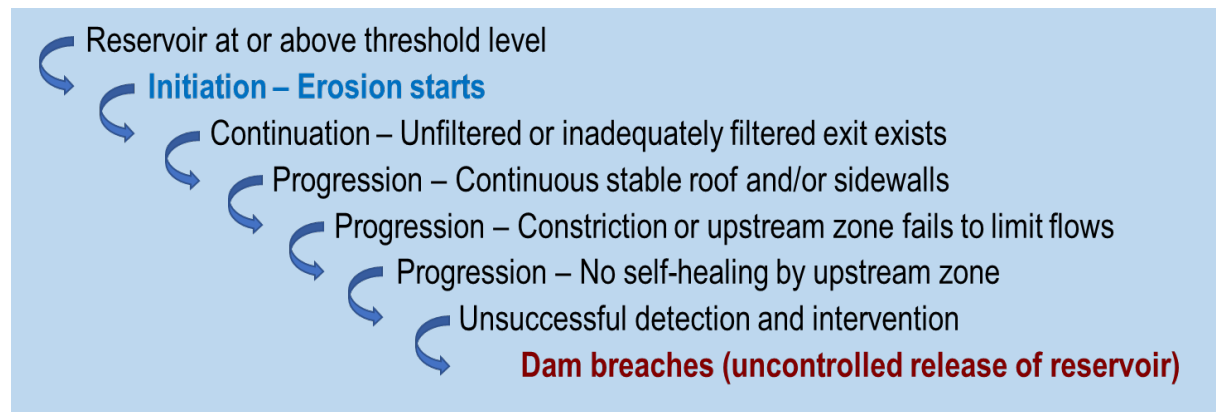 Reservoir at or above threshold level
Initiation – Erosion starts
Continuation – Unfiltered or inadequately filtered exit exists
Progression – Continuous stable roof and/or sidewalls
Progression – Constriction or upstream zone fails to limit flows
Progression – No self-healing by upstream zone
Unsuccessful detection and intervention
Dam breaches (uncontrolled release of reservoir)